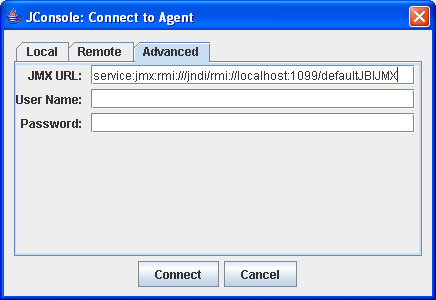 JConsole: Connect to Agent
Local Remote Advanced
JMX URL: service:jmx:rmi:///jndi/rmi://localhost:1099/defaultJBIJMX
User Name:
Password:
Connect Cancel